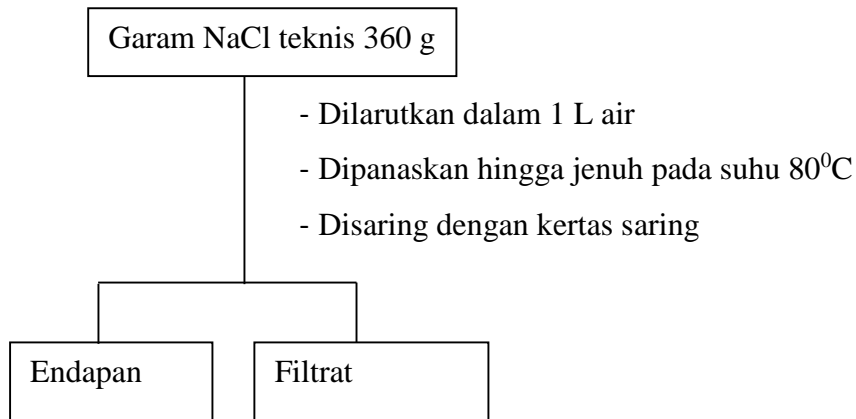 Garam NaCl teknis 360 g
- Dilarutkan dalam 1 L air
- Dipanaskan hingga jenuh pada suhu 80⁰C
- Disaring dengan kertas saring
Endapan
Filtrat